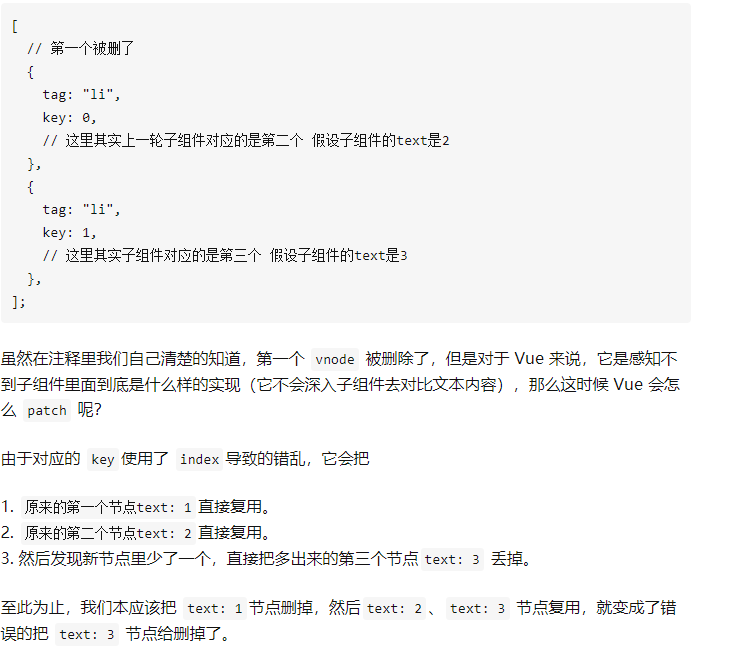 [
  // 第一个被删了
  {
    tag: "li",
    key: 0,
    // 这里其实上一轮子组件对应的是第二个 假设子组件的text是2
  },
  {
    tag: "li",
    key: 1,
    // 这里其实子组件对应的是第三个 假设子组件的text是3
  },
];
虽然在注释里我们自己清楚的知道，第一个 vnode 被删除了，但是对于 Vue 来说，它是感知不
到子组件里面到底是什么样的实现（它不会深入子组件去对比文本内容），那么这时候 Vue 会怎
么 patch 呢？
由于对应的 key 使用了 index 导致的错乱，它会把
1. 原来的第一个节点text: 1 直接复用。
2. 原来的第二个节点text: 2 直接复用。
3. 然后发现新节点里少了一个，直接把多出来的第三个节点 text: 3 丢掉。
至此为止，我们本应该把 text: 1 节点删掉，然后 text: 2 、 text: 3 节点复用，就变成了错
误的把 text: 3 节点给删掉了。